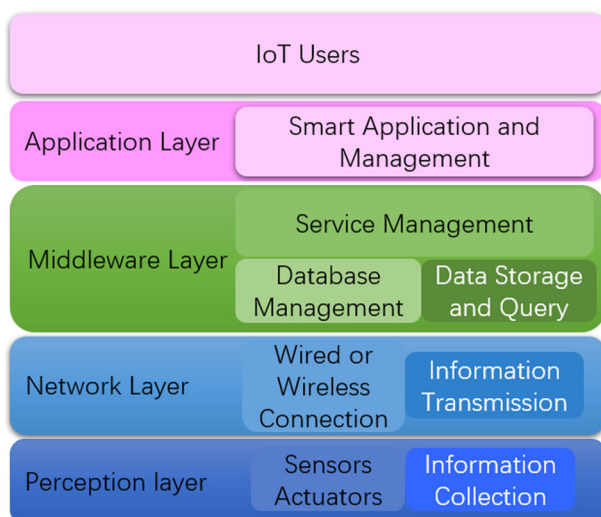 IoT Users
Application Layer
Smart Application and
Management
Middleware Layer
Service Management
Database
Management
Data Storage
and Query
Network Layer
Wired or
Wireless
Connection
Information
Transmission
Perception layer
Sensors
Actuators
Information
Collection